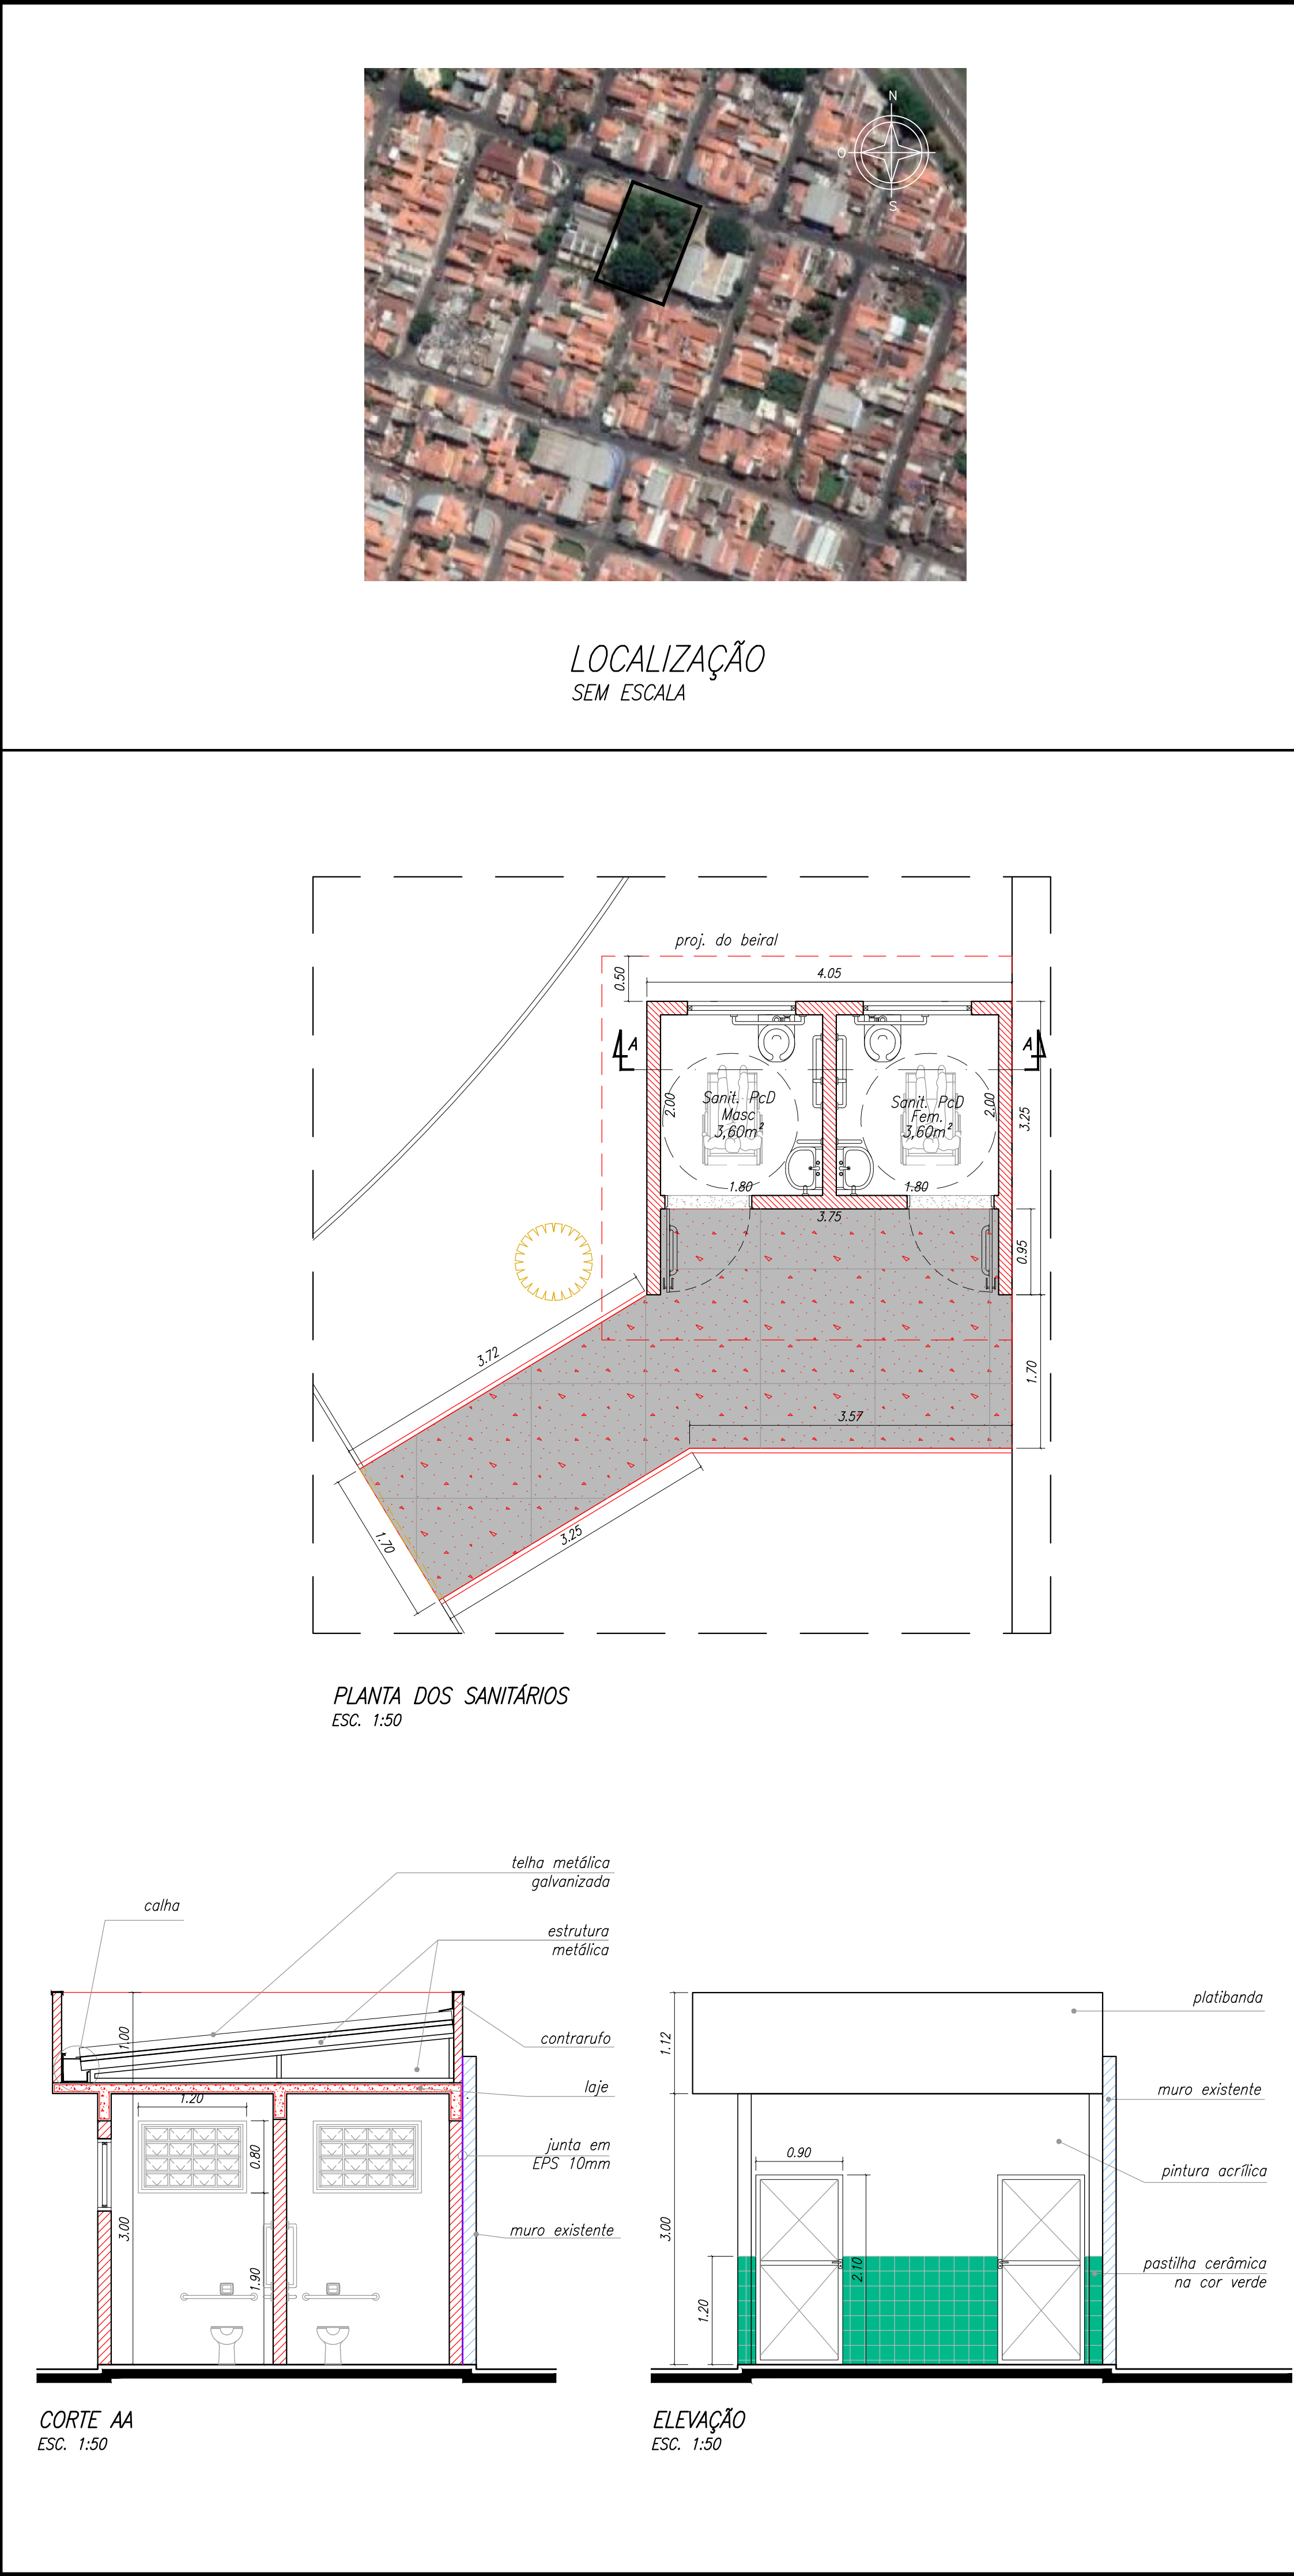 N
O
S
LOCALIZAÇÃO
SEM ESCALA
proj. do beiral
0.50
4.05
A
A
2.00
Sanit. PcD
Masc
3,60m²
Sanit. PcD
Fem.
3,60m²
2.00
3.25
1.80
1.80
3.75
0.95
3.72
1.70
3.57
1.70
3.25
PLANTA DOS SANITÁRIOS
ESC. 1:50
telha metálica
galvanizada
calha
estrutura
metálica
1.00
contrarufo
laje
1.20
junta em
EPS 10mm
0.80
3.00
muro existente
1.90
CORTE AA
ESC. 1:50
platibanda
1.12
muro existente
0.90
pintura acrílica
3.00
2.10
pastilha cerâmica
na cor verde
1.20
ELEVAÇÃO
ESC. 1:50